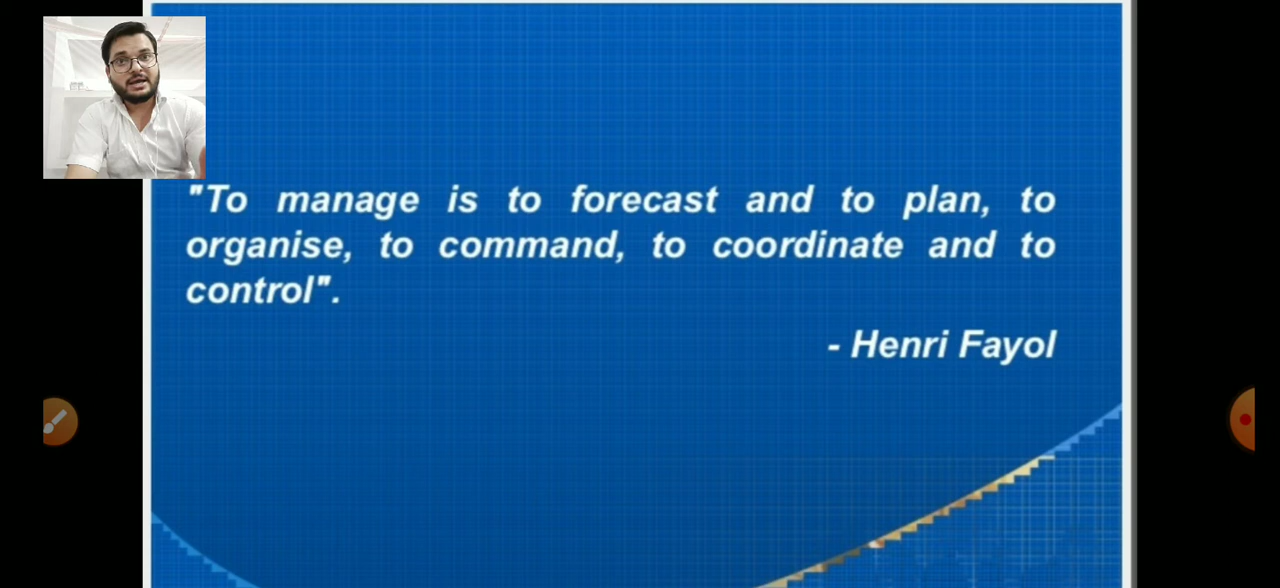 "To manage is to forecast and to plan, to
organise, to command, to coordinate and to
control".
- Henri Fayol